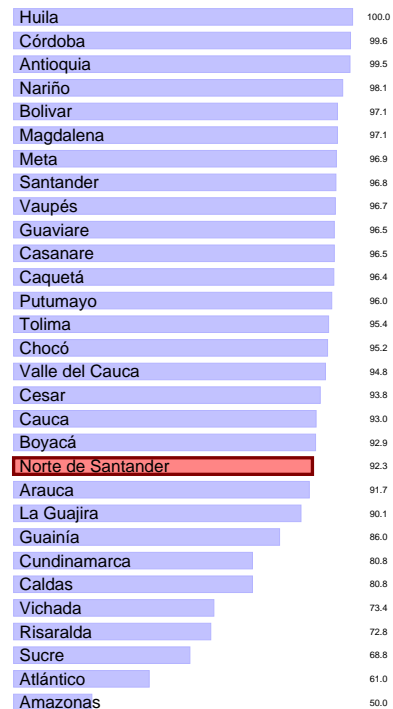 Huila 100.0
Córdoba 99.6
Antioquia 99.5
Nariño 98.1
Bolivar 97.1
Magdalena 97.1
Meta 96.9
Santander 96.8
Vaupés 96.7
Guaviare 96.5
Casanare 96.5
Caquetá 96.4
Putumayo 96.0
Tolima 95.4
Chocó 95.2
Valle del Cauca 94.8
Cesar 93.8
Cauca 93.0
Boyacá 92.9
Norte de Santander 92.3
Arauca 91.7
La Guajira 90.1
Guainía 86.0
Cundinamarca 80.8
Caldas 80.8
Vichada 73.4
Risaralda 72.8
Sucre 68.8
Atlántico 61.0
Amazonas 50.0